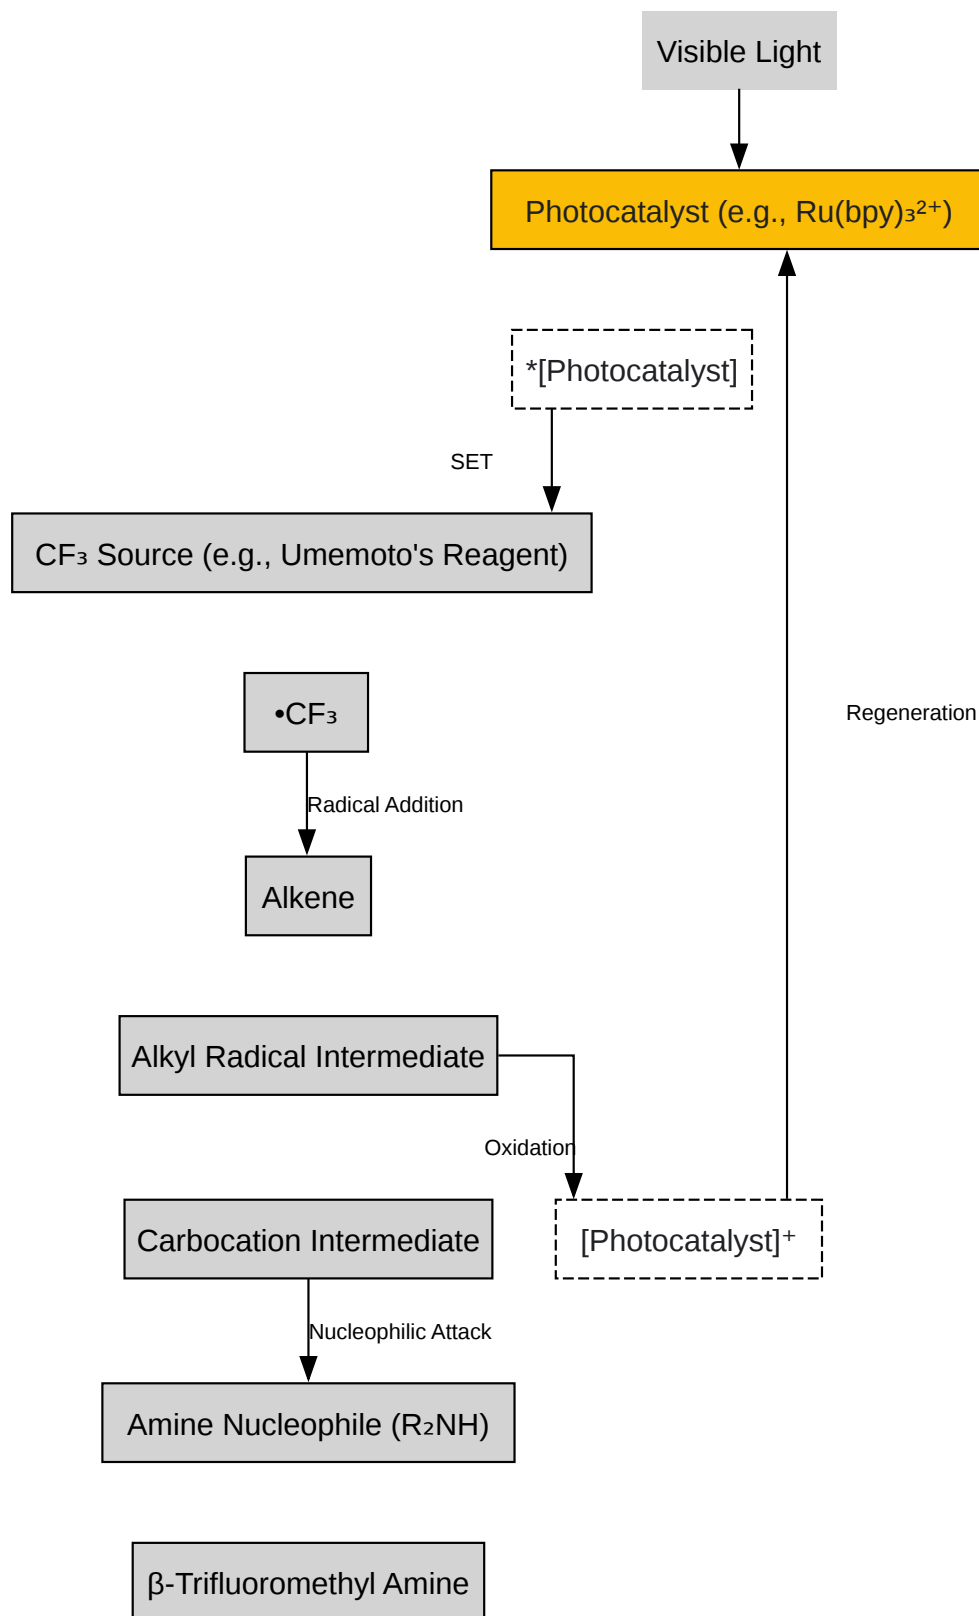 Visible Light
Photocatalyst (e.g., Ru(bpy)₃²⁺)
*[Photocatalyst]
SET
CF₃ Source (e.g., Umemoto's Reagent)
•CF₃
Regeneration
Radical Addition
Alkene
Alkyl Radical Intermediate
Oxidation
Carbocation Intermediate
[Photocatalyst]⁺
Nucleophilic Attack
Amine Nucleophile (R₂NH)
β-Trifluoromethyl Amine